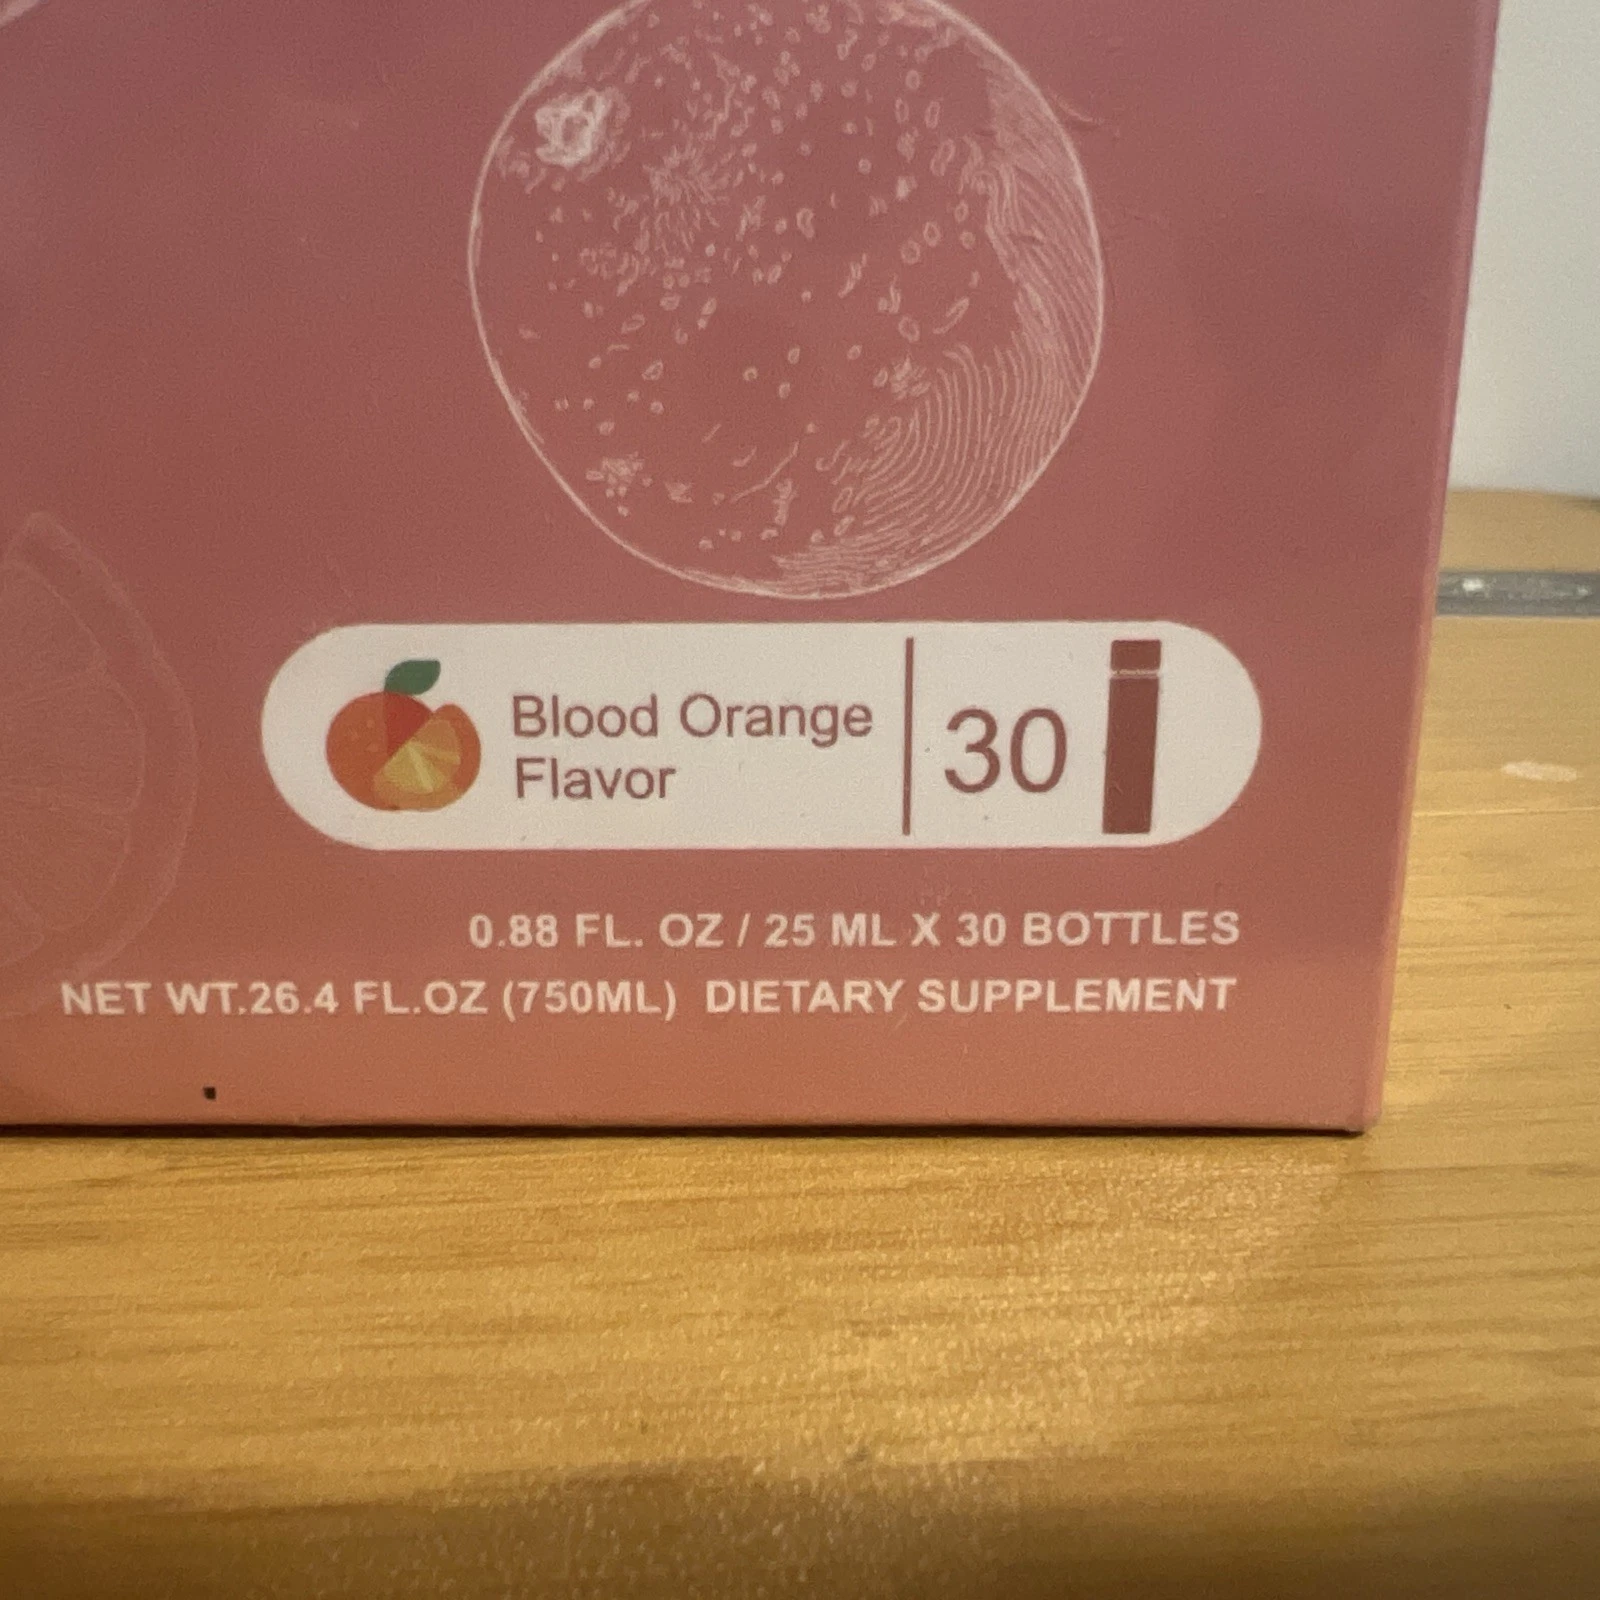 Blood Orange
Flavor
30
0.88 FL. OZ / 25 ML X 30 BOTTLES
NET WT.26.4 FL.OZ (750ML) DIETARY SUPPLEMENT